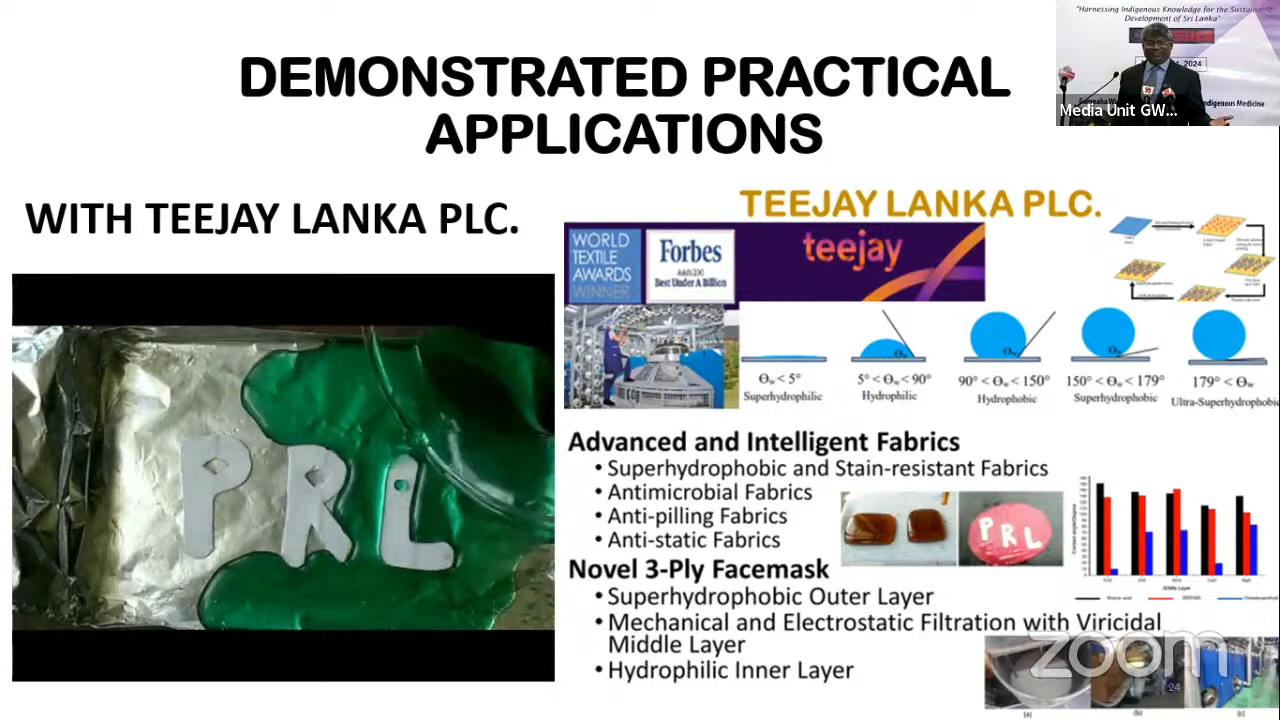 DEMONSTRATED PRACTICAL
APPLICATIONS
"Harnessing Indigenous Knowledge for the Sustainable
Development of Sri Lanka"
2024
Indigenous Medicine
Media Unit GW...
WITH TEEJAY LANKA PLC.
TEEJAY LANKA PLC.
WORLD
TEXTILE
AWARDS
WINNER
Forbes
Asia's 200
Best Under A Billion
teejay
PRL
Θw < 5°
Superhydrophilic
5° < Θw < 90°
Hydrophilic
90° < Θw < 150°
Hydrophobic
150° < Θw < 179°
Superhydrophobic
179° < Θw
Ultra-Superhydrophobic
Advanced and Intelligent Fabrics
• Superhydrophobic and Stain-resistant Fabrics
• Antimicrobial Fabrics
• Anti-pilling Fabrics
• Anti-static Fabrics
PRL
Novel 3-Ply Facemask
• Superhydrophobic Outer Layer
• Mechanical and Electrostatic Filtration with Viricidal
Middle Layer
• Hydrophilic Inner Layer
zoom
24
(a)
(b)
(c)